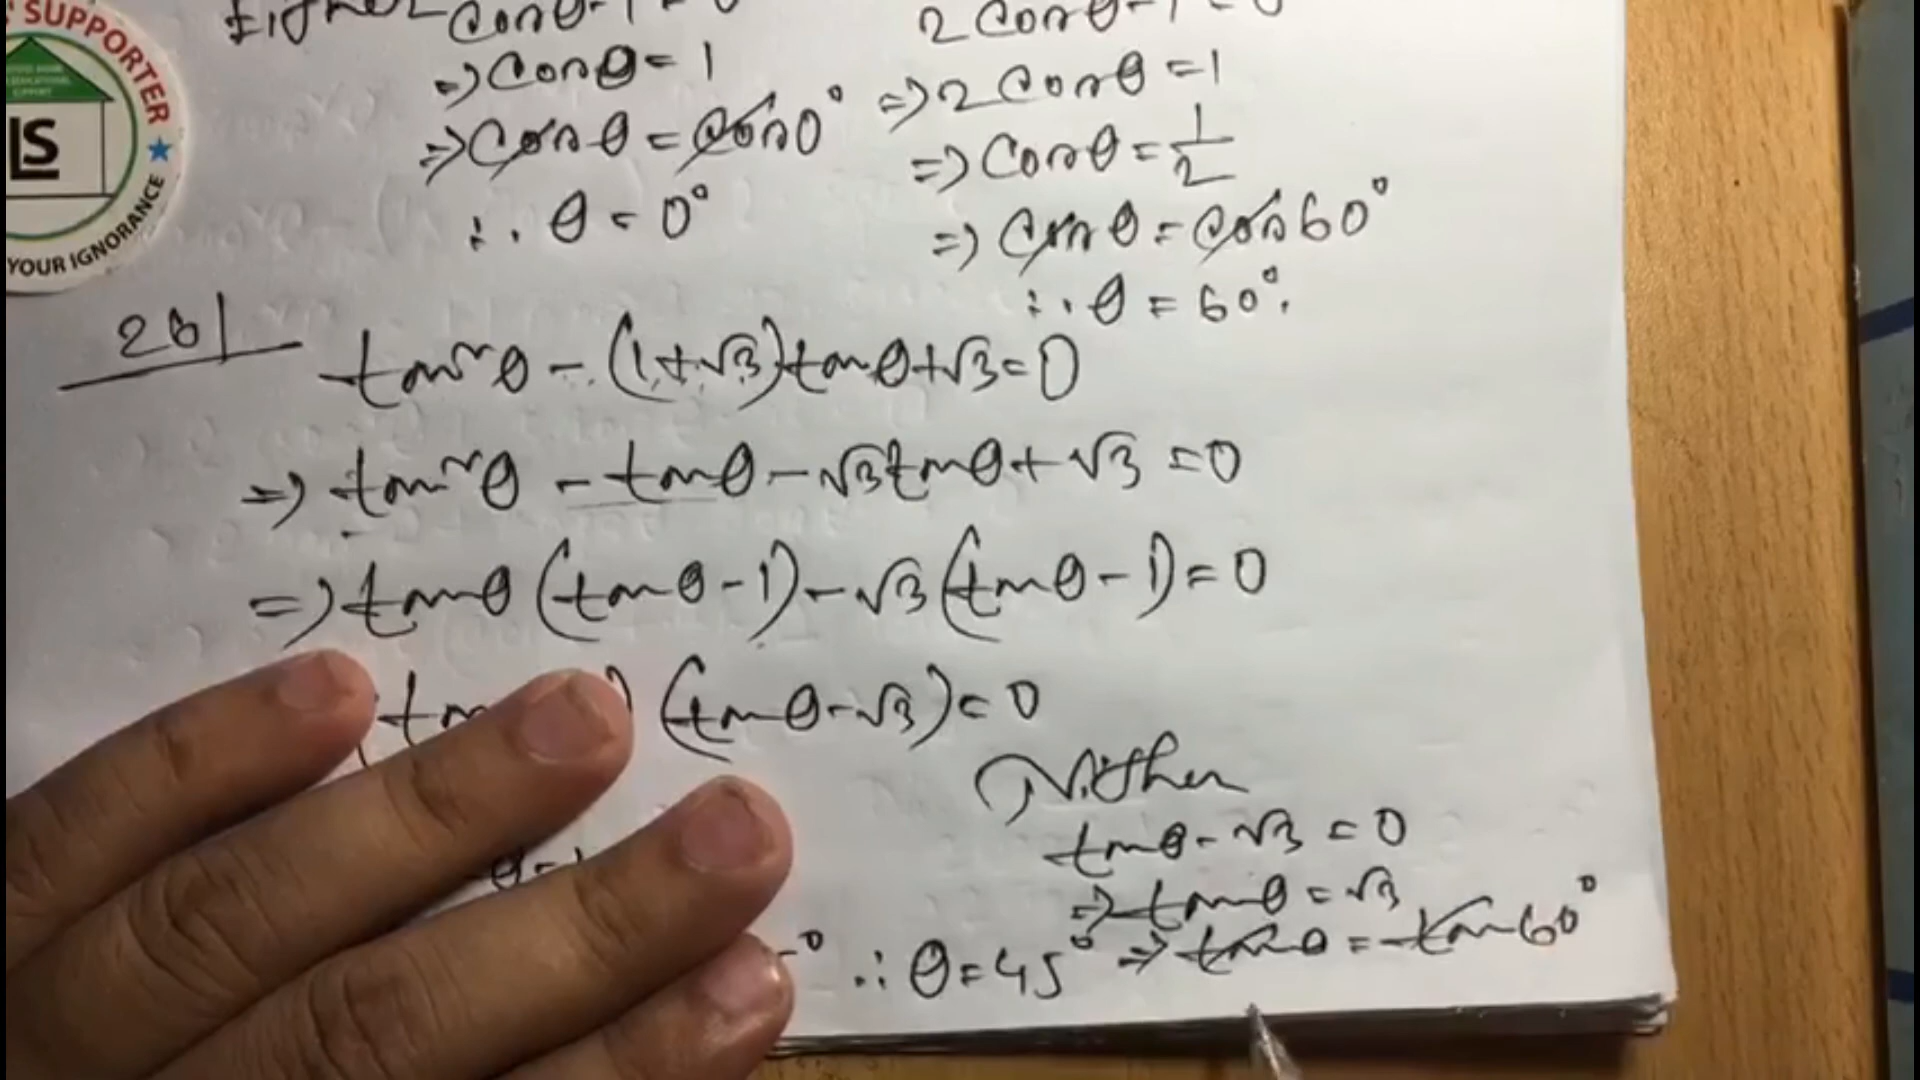 SUPPORTER
LS
YOUR IGNORANCE
Either cosθ-1=0
⇒cosθ=1
⇒cosθ=cos0°
∴θ=0°
2cosθ-1=0
⇒2cosθ=1
⇒cosθ=1/2
⇒cosθ=cos60°
∴θ=60°.
26/
tan²θ-(1+√3)tanθ+√3=0
⇒tan²θ-tanθ-√3tanθ+√3=0
⇒tanθ(tanθ-1)-√3(tanθ-1)=0
(tanθ-√3)=0
tanθ-√3=0
⇒tanθ=√3
∴θ=45° ⇒tanθ=tan60°